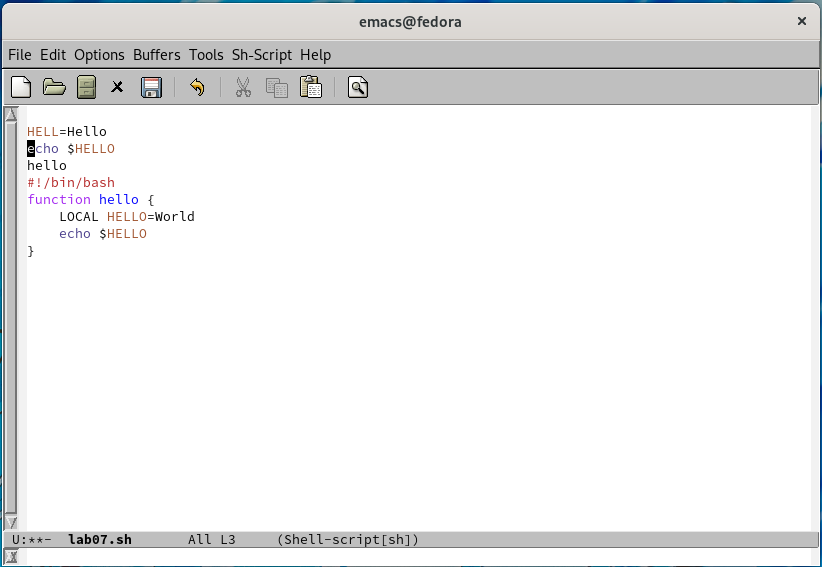 emacs@fedora
File Edit Options Buffers Tools Sh-Script Help
HELL=Hello
echo $HELLO
hello
#!/bin/bash
function hello {
    LOCAL HELLO=World
    echo $HELLO
}
U:**-  lab07.sh       All L3     (Shell-script[sh])